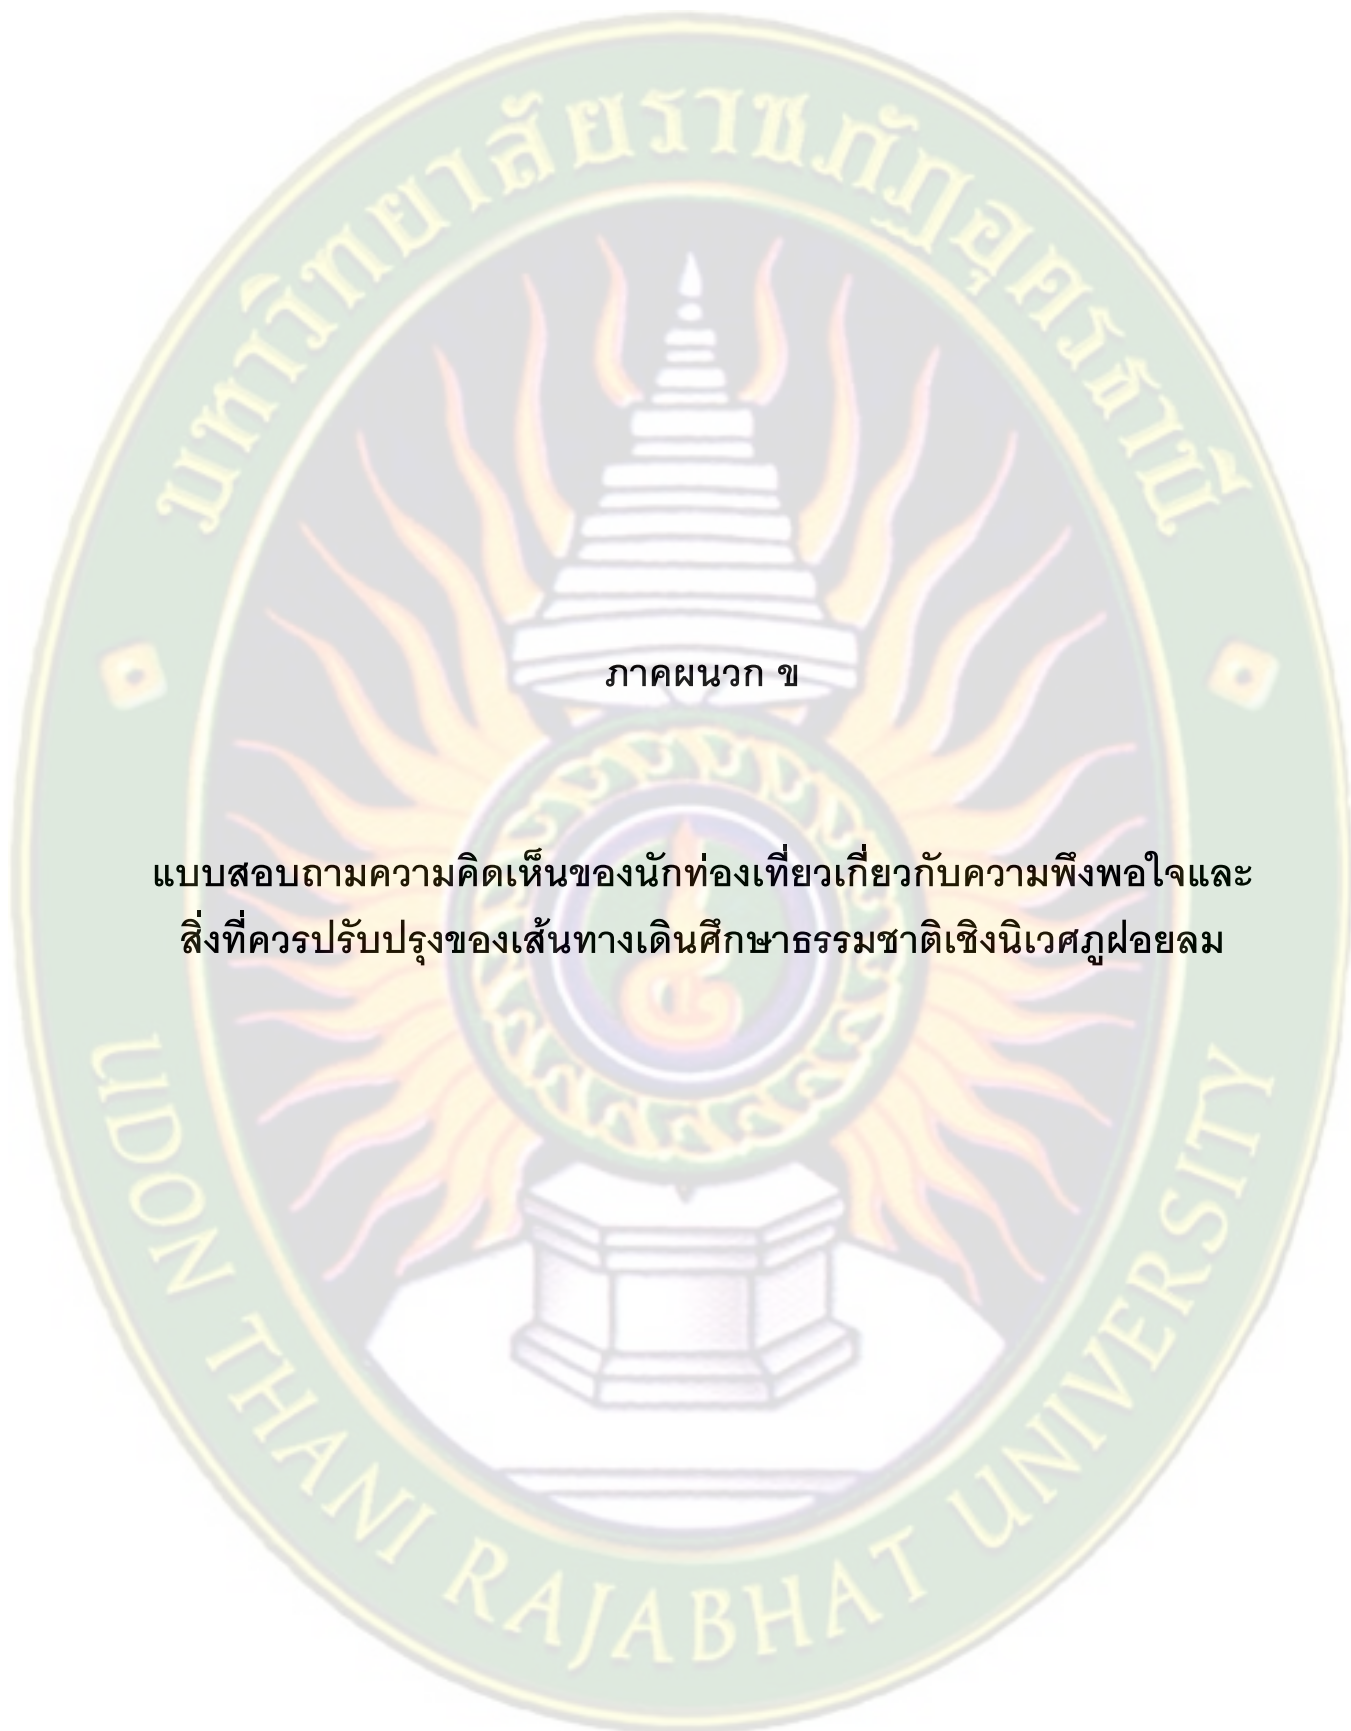 มหาวิทยาลัยราชภัฏอุดรธานี
ภาคผนวก ข
แบบสอบถามความคิดเห็นของนักท่องเที่ยวเกี่ยวกับความพึงพอใจและ
สิ่งที่ควรปรับปรุงของเส้นทางเดินศึกษาธรรมชาติเชิงนิเวศภูฝอยลม
UDON THANI RAJABHAT UNIVERSITY